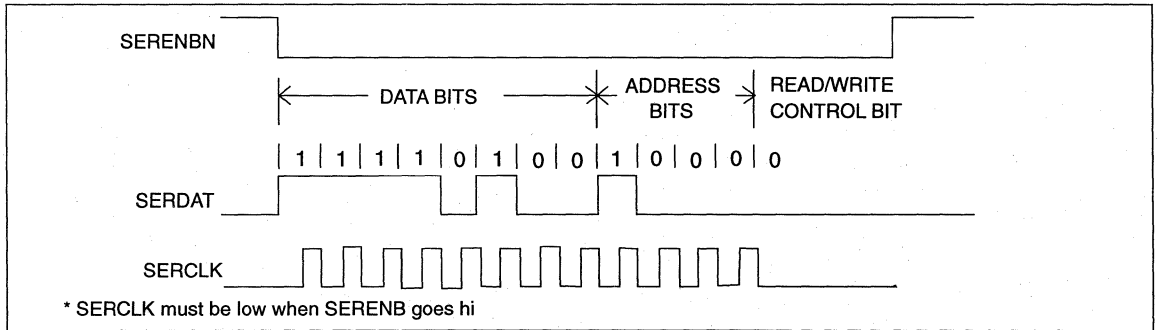 SERENBN
DATA BITS
ADDRESS BITS
READ/WRITE CONTROL BIT
| 1 | 1 | 1 | 1 | 0 | 1 | 0 | 0 | 1 | 0 | 0 | 0 | 0
SERDAT
SERCLK
* SERCLK must be low when SERENB goes hi